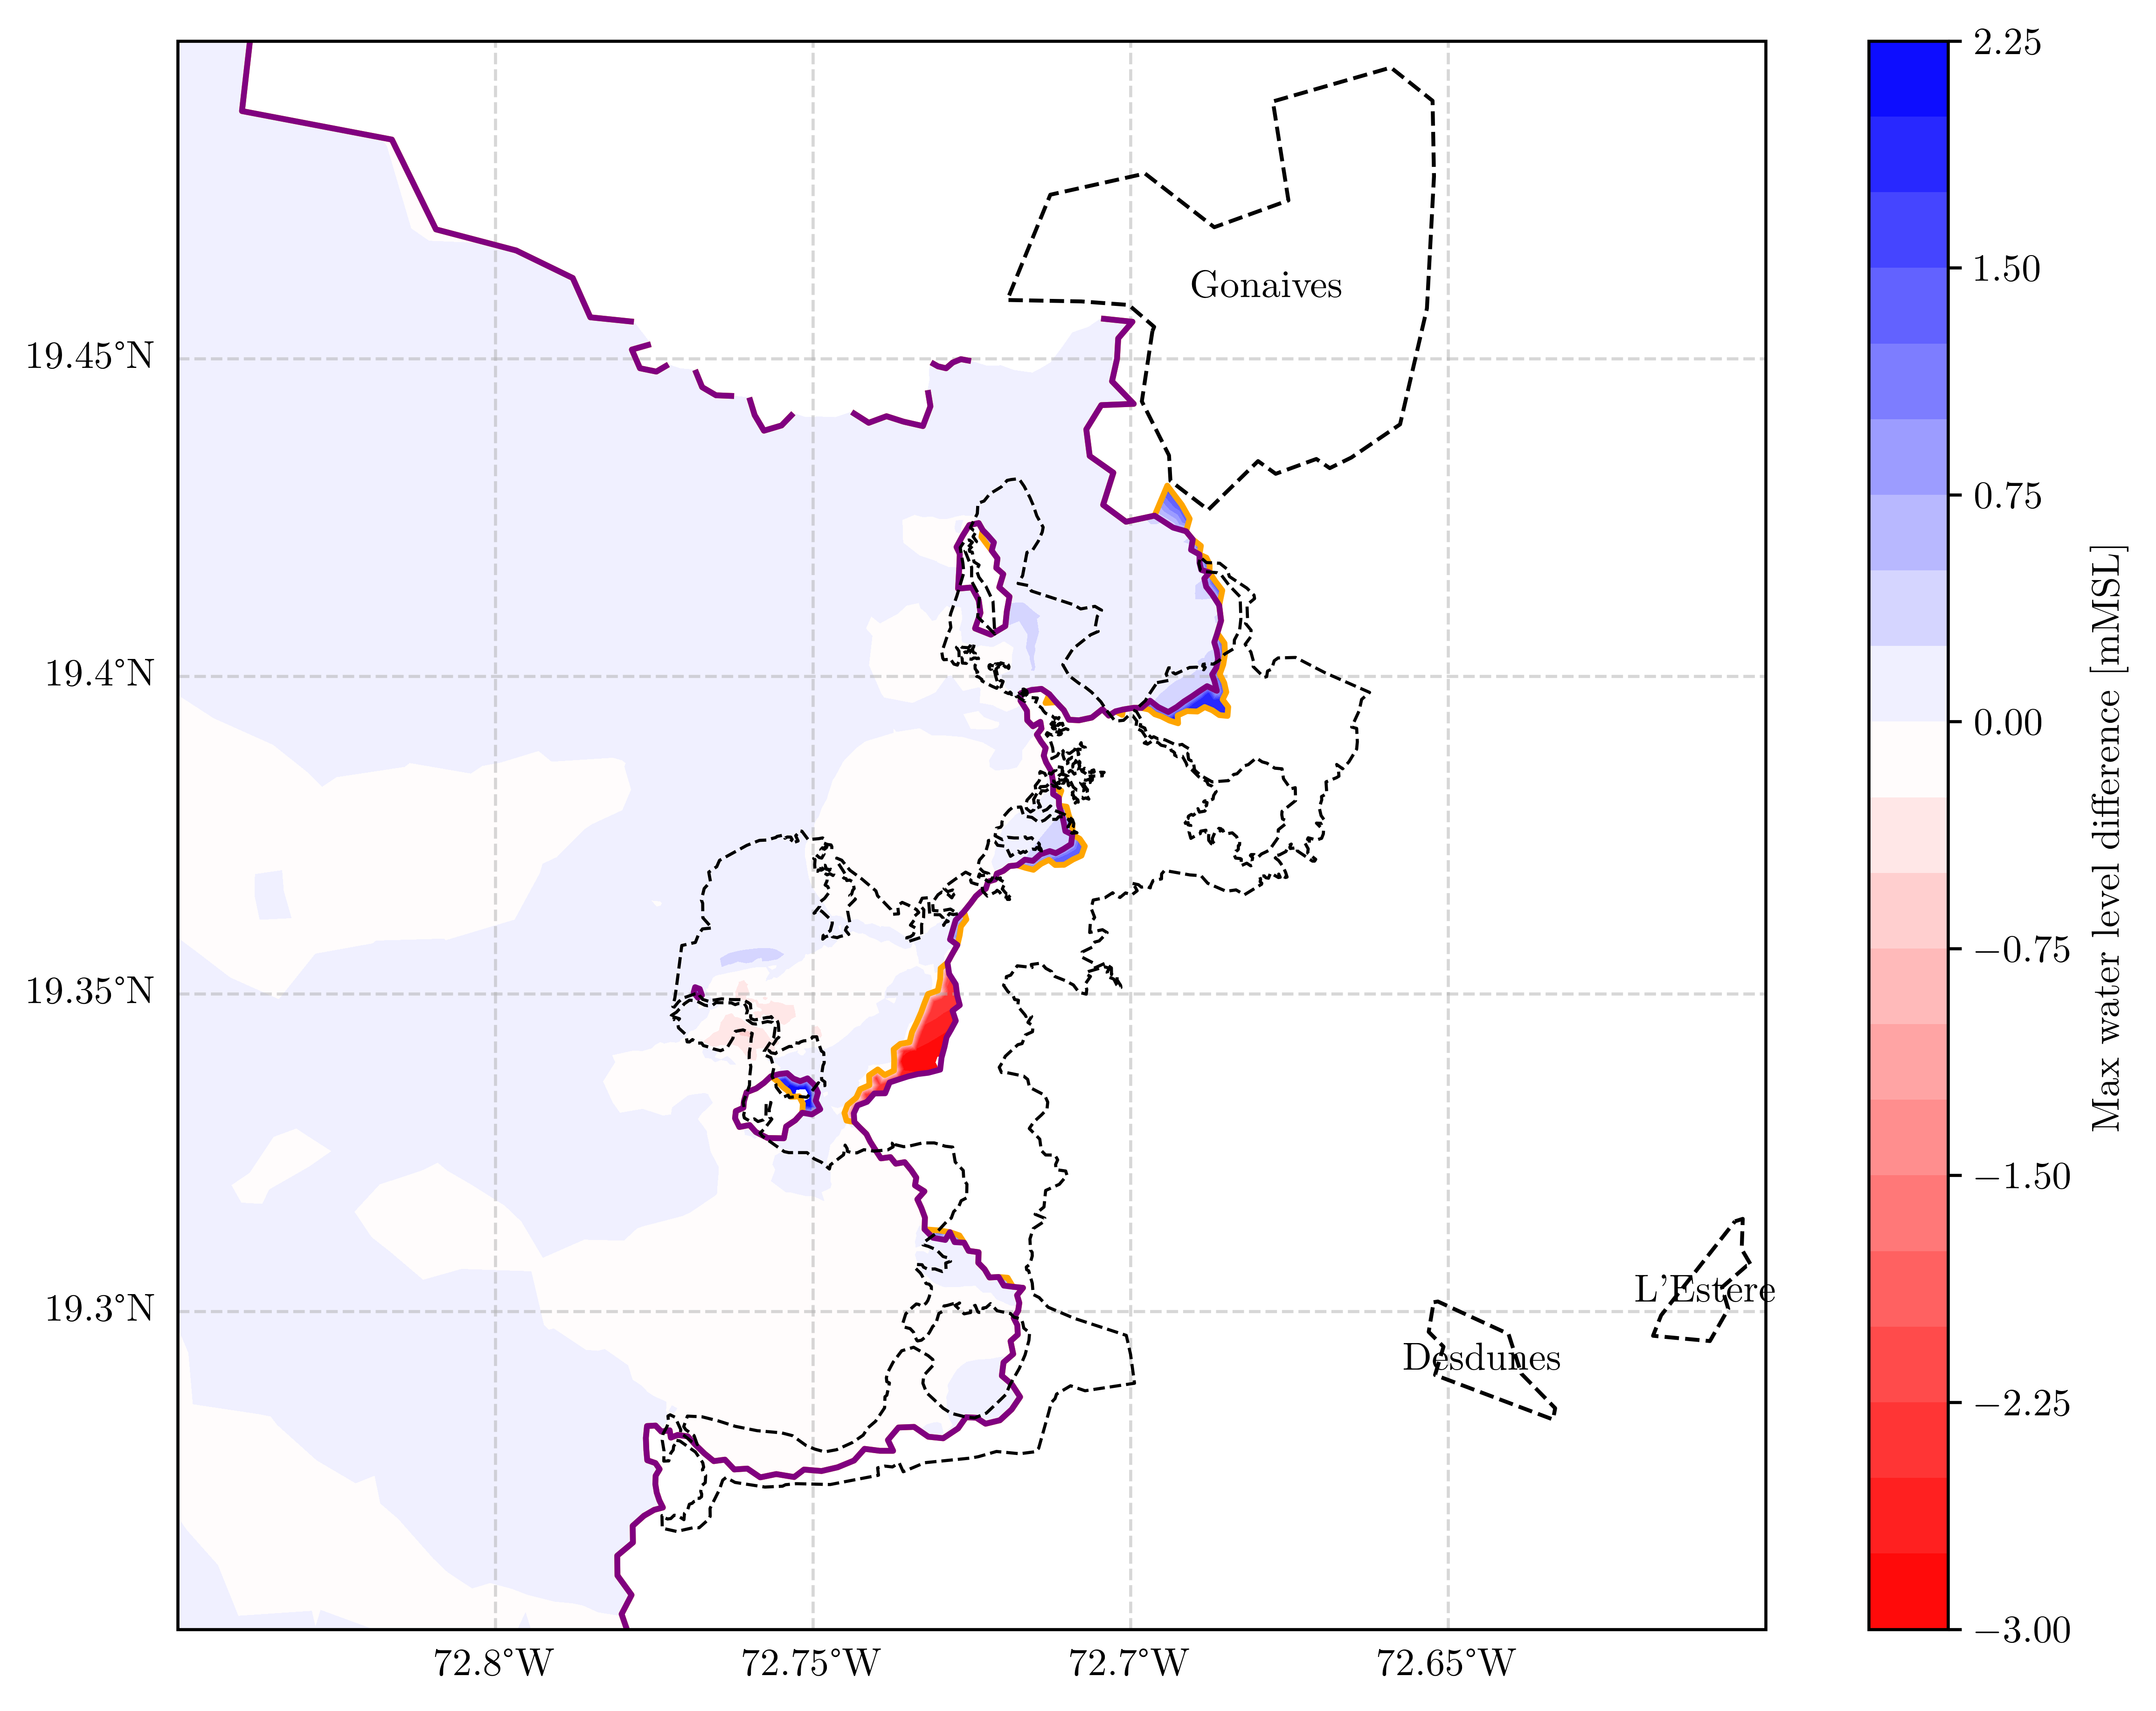 2.25
1.50
0.75
0.00
−0.75
−1.50
−2.25
−3.00
Max water level difference [mMSL]
Gonaives
L'Estere
Desdunes
19.45°N
19.4°N
19.35°N
19.3°N
72.8°W
72.75°W
72.7°W
72.65°W